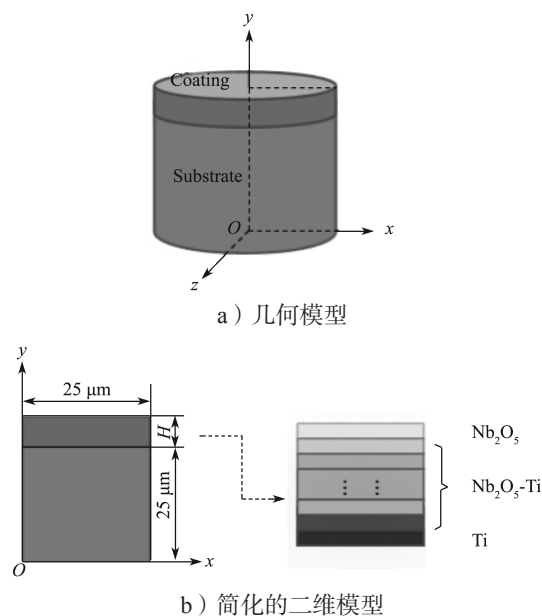 y
Coating
Substrate
O
x
z
a）几何模型
y
25 μm
H
25 μm
O
x
Nb₂O₅
Nb₂O₅-Ti
Ti
b）简化的二维模型